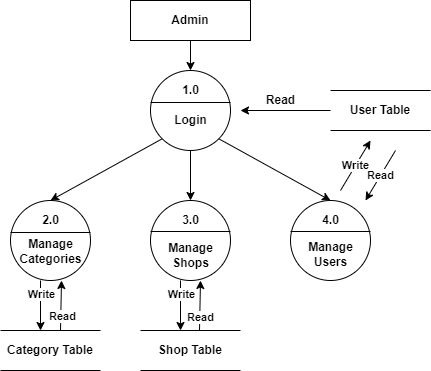 Admin
1.0
Login
Read
User Table
Write
Read
2.0
Manage
Categories
3.0
Manage
Shops
4.0
Manage
Users
Write
Read
Write
Read
Category Table
Shop Table